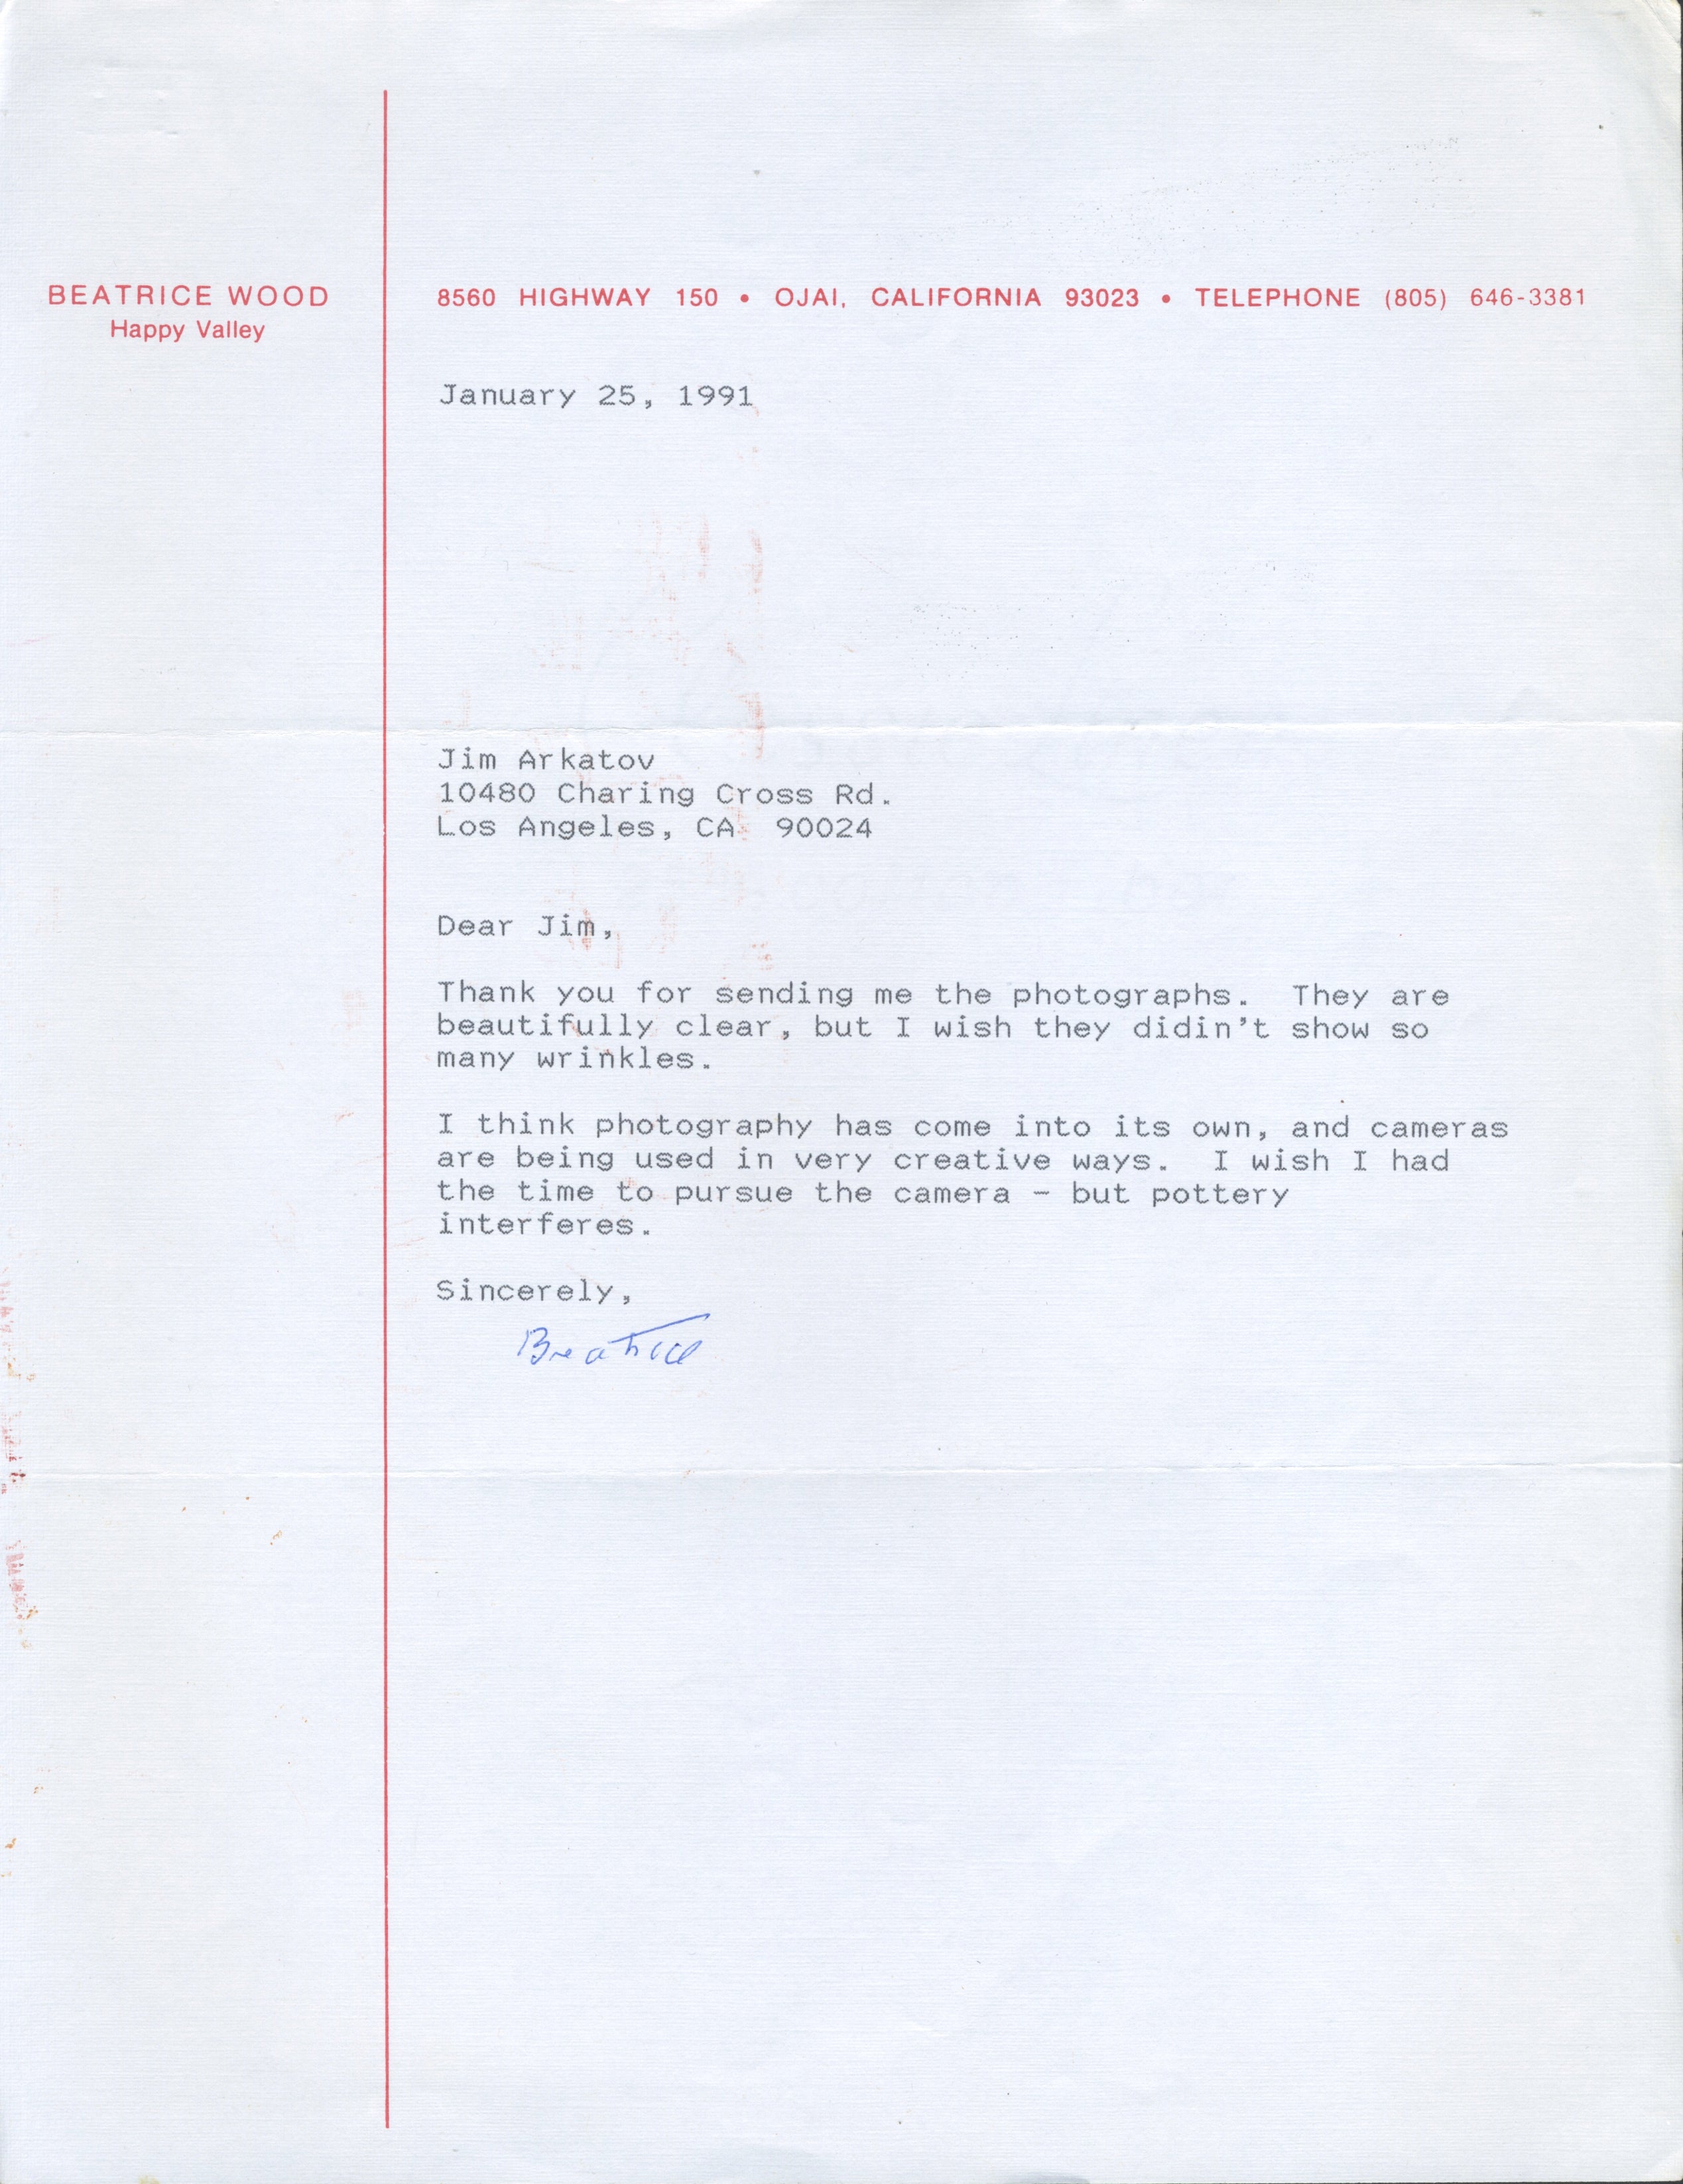 BEATRICE WOOD
Happy Valley
8560 HIGHWAY 150 • OJAI, CALIFORNIA 93023 • TELEPHONE (805) 646-3381
January 25, 1991
Jim Arkatov
10480 Charing Cross Rd.
Los Angeles, CA 90024
Dear Jim,
Thank you for sending me the photographs. They are
beautifully clear, but I wish they didin't show so
many wrinkles.
I think photography has come into its own, and cameras
are being used in very creative ways. I wish I had
the time to pursue the camera - but pottery
interferes.
Sincerely,
Beatrice